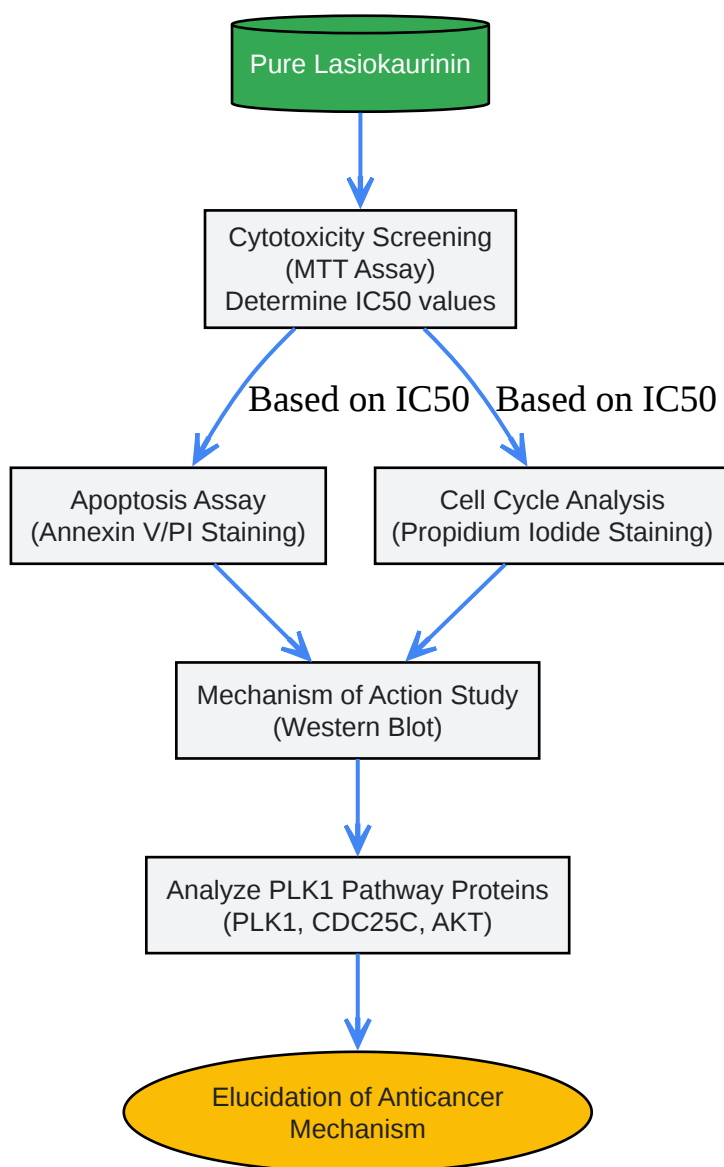 Pure Lasiokaurinin
Cytotoxicity Screening
(MTT Assay)
Determine IC50 values
Based on IC50
Based on IC50
Apoptosis Assay
(Annexin V/PI Staining)
Cell Cycle Analysis
(Propidium Iodide Staining)
Mechanism of Action Study
(Western Blot)
Analyze PLK1 Pathway Proteins
(PLK1, CDC25C, AKT)
Elucidation of Anticancer
Mechanism